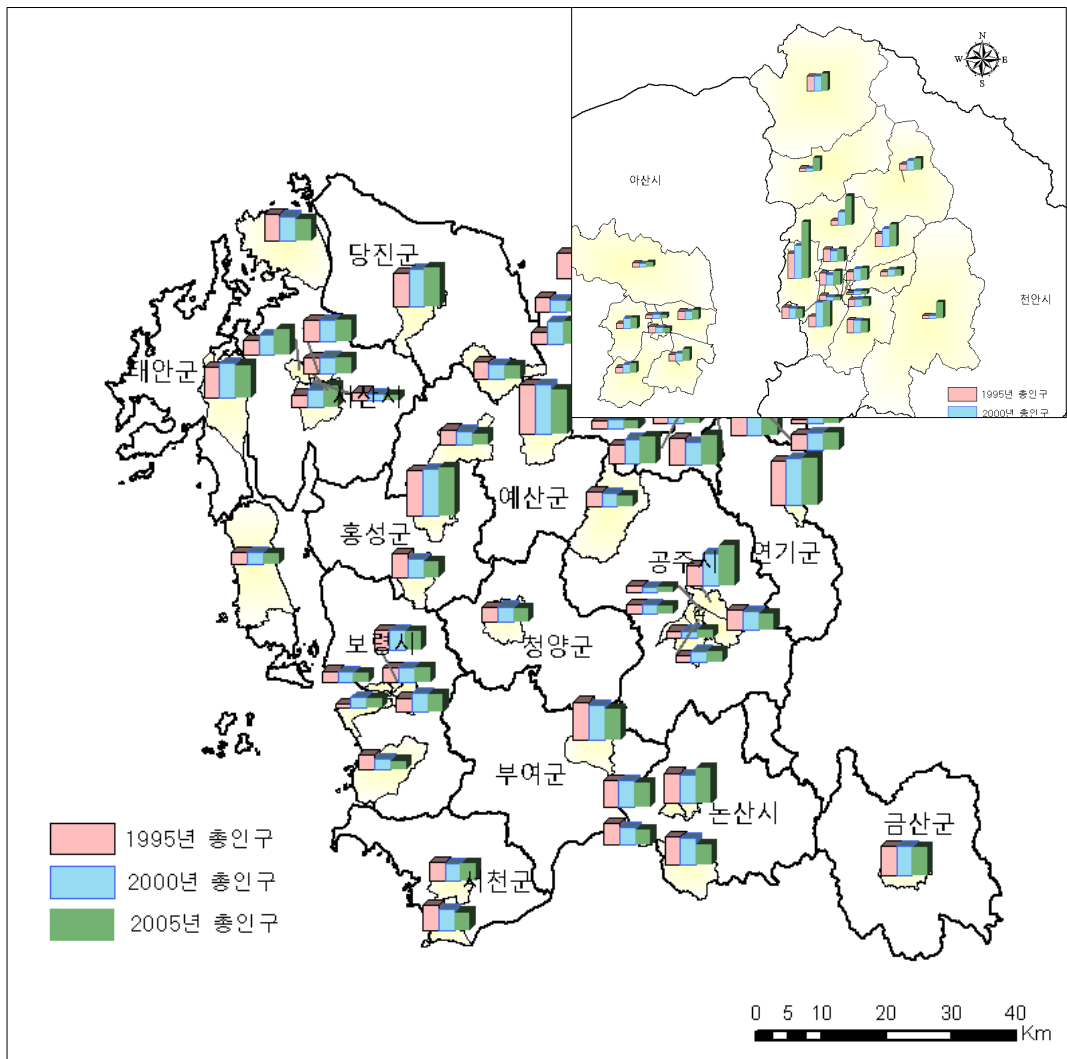 N
W
E
S
아산시
천안시
1995년 총인구
2000년 총인구
당진군
태안군
서산시
예산군
홍성군
공주시
연기군
청양군
보령시
부여군
논산시
금산군
서천군
1995년 총인구
2000년 총인구
2005년 총인구
0 5 10 20 30 40
Km